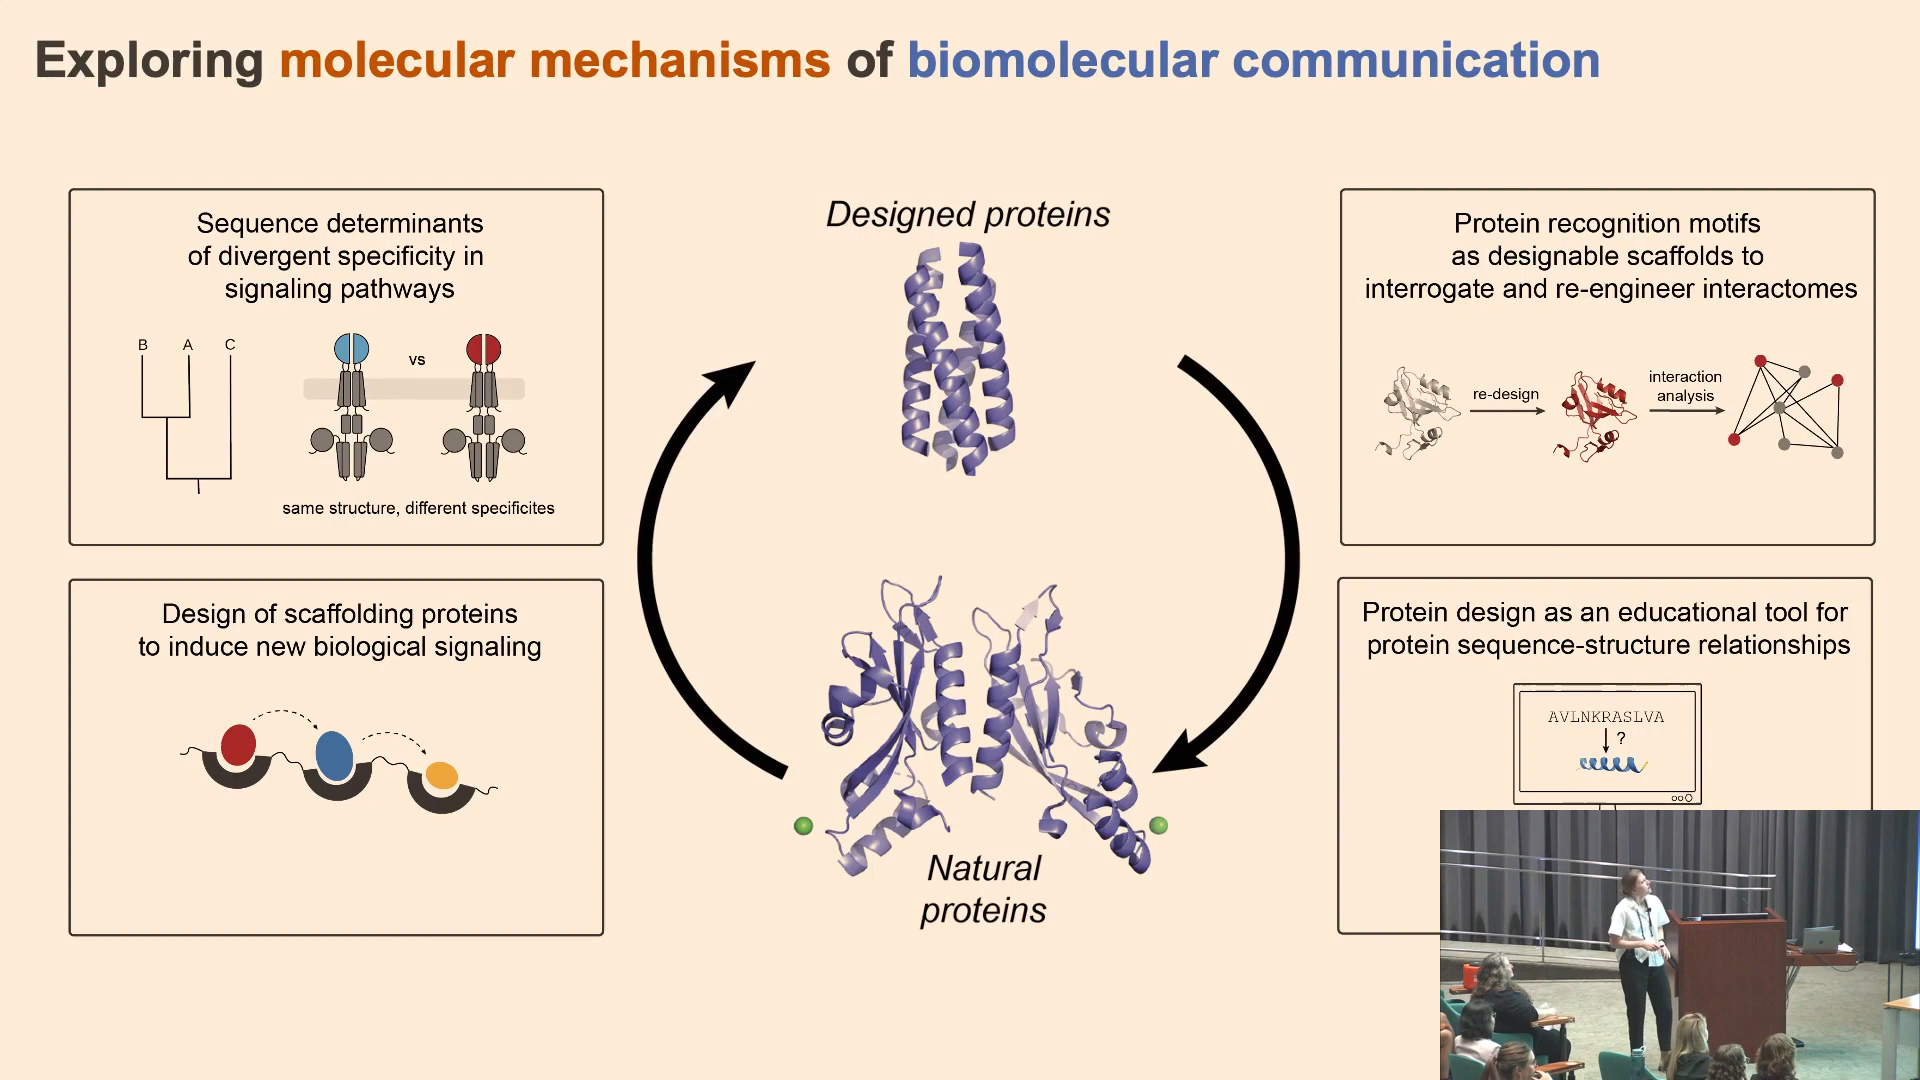 Exploring molecular mechanisms of biomolecular communication
Sequence determinants
of divergent specificity in
signaling pathways
B A C
vs
same structure, different specificites
Design of scaffolding proteins
to induce new biological signaling
Designed proteins
Natural
proteins
Protein recognition motifs
as designable scaffolds to
interrogate and re-engineer interactomes
re-design
interaction
analysis
Protein design as an educational tool for
protein sequence-structure relationships
AVLNKRASLVA
?